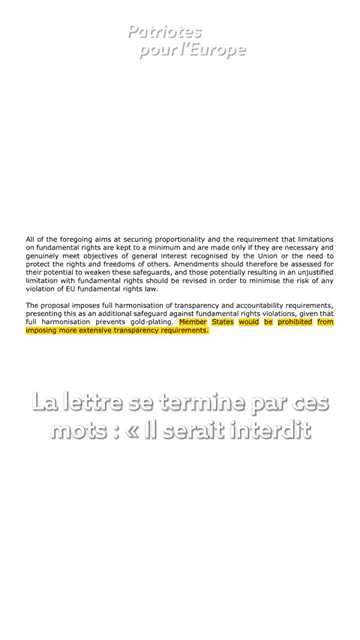 Patriotes
pour l'Europe
All of the foregoing aims at securing proportionality and the requirement that limitations
on fundamental rights are kept to a minimum and are made only if they are necessary and
genuinely meet objectives of general interest recognised by the Union or the need to
protect the rights and freedoms of others. Amendments should therefore be assessed for
their potential to weaken these safeguards, and those potentially resulting in an unjustified
limitation with fundamental rights should be revised in order to minimise the risk of any
violation of EU fundamental rights law.
The proposal imposes full harmonisation of transparency and accountability requirements,
presenting this as an additional safeguard against fundamental rights violations, given that
full harmonisation prevents gold-plating. Member States would be prohibited from
imposing more extensive transparency requirements.
La lettre se termine par ces
mots : « Il serait interdit